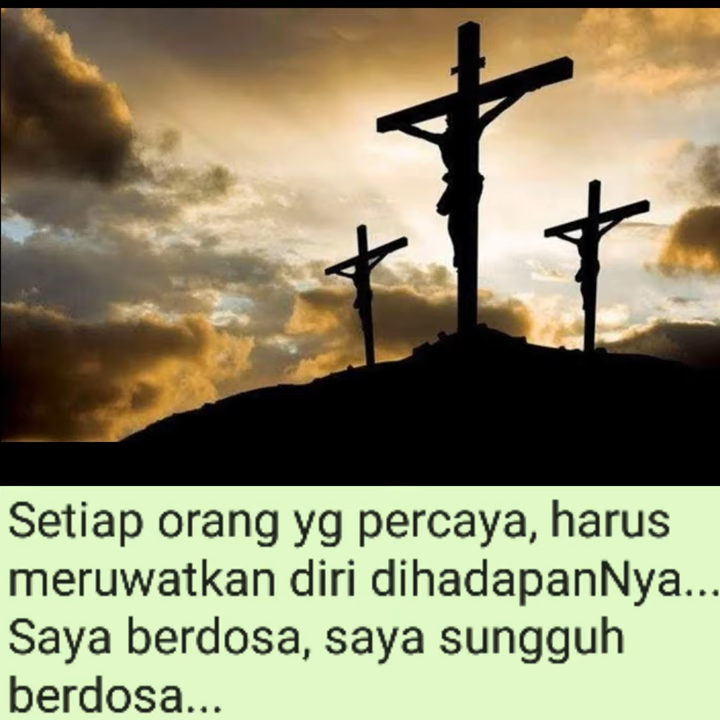 Setiap orang yg percaya, harus
meruwatkan diri dihadapanNya...
Saya berdosa, saya sungguh
berdosa...